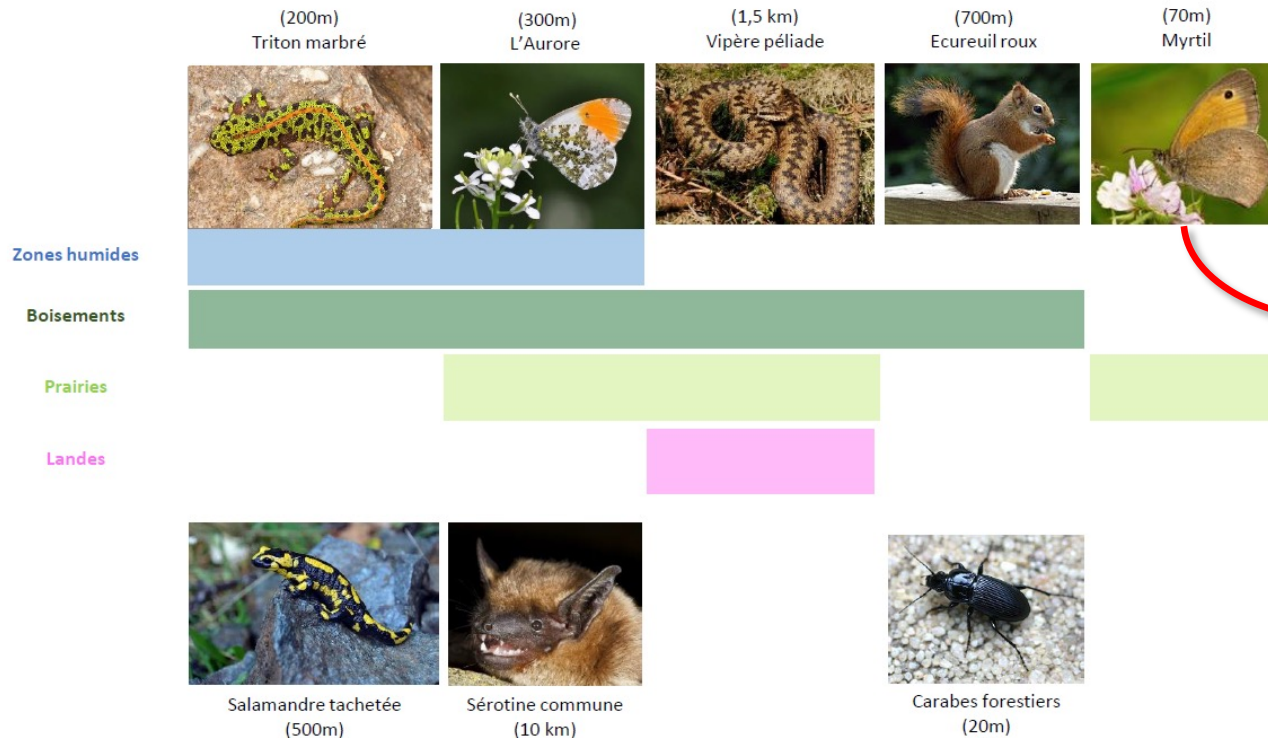 (200m)
Triton marbré
(300m)
L'Aurore
(1,5 km)
Vipère péliade
(700m)
Ecureuil roux
(70m)
Myrtil
Zones humides
Boisements
Prairies
Landes
Salamandre tachetée
(500m)
Sérotine commune
(10 km)
Carabes forestiers
(20m)